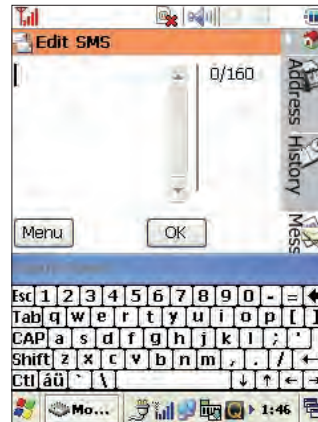 Edit SMS
0/160
Address
History
Mess
Menu OK
Esc 1 2 3 4 5 6 7 8 9 0 - =
Tab q w e r t y u i o p [ ]
CAP a s d f g h j k l ; '
Shift z x c v b n m , . /
Ctl áü ` \ ↓ ↑ ← →
Mo... 1:46